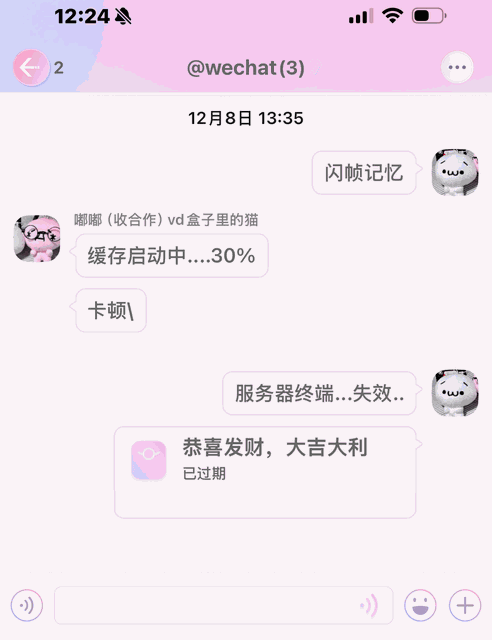 12:24
2
@wechat(3)
12月8日 13:35
闪帧记忆
嘟嘟（收合作）vd盒子里的猫
缓存启动中....30%
卡顿\
服务器终端...失效..
恭喜发财，大吉大利
已过期